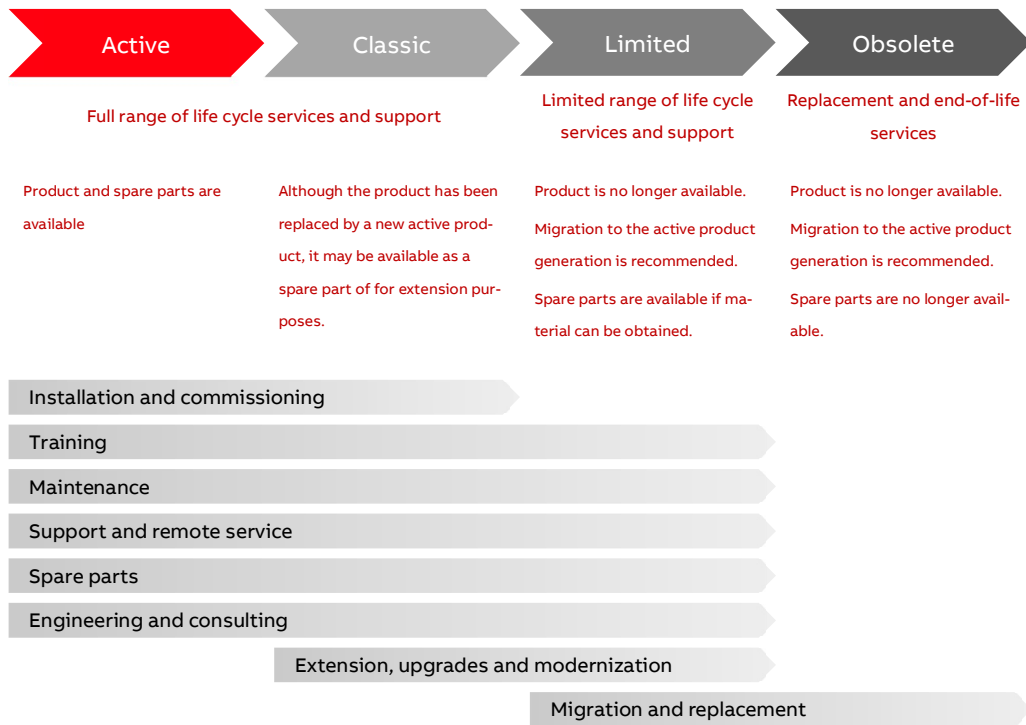 Active
Classic
Limited
Obsolete
Full range of life cycle services and support
Limited range of life cycle
services and support
Replacement and end-of-life
services
Product and spare parts are
available
Although the product has been
replaced by a new active prod-
uct, it may be available as a
spare part of for extension pur-
poses.
Product is no longer available.
Migration to the active product
generation is recommended.
Spare parts are available if ma-
terial can be obtained.
Product is no longer available.
Migration to the active product
generation is recommended.
Spare parts are no longer avail-
able.
Installation and commissioning
Training
Maintenance
Support and remote service
Spare parts
Engineering and consulting
Extension, upgrades and modernization
Migration and replacement